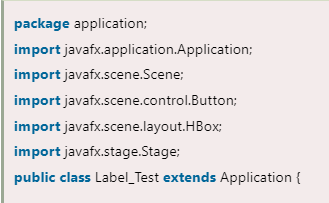 package application;
import javafx.application.Application;
import javafx.scene.Scene;
import javafx.scene.control.Button;
import javafx.scene.layout.HBox;
import javafx.stage.Stage;
public class Label_Test extends Application {